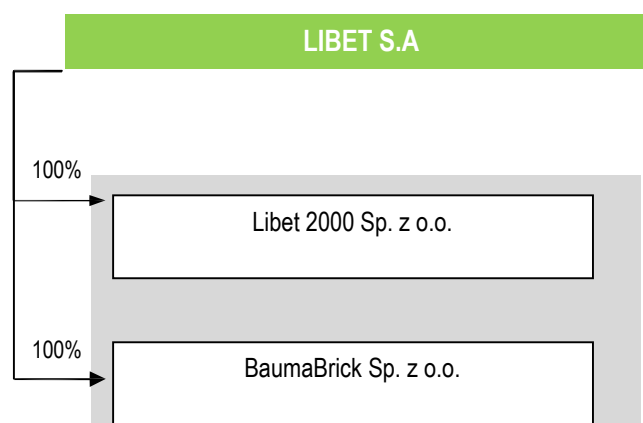 LIBET S.A
100%
Libet 2000 Sp. z o.o.
100%
BaumaBrick Sp. z o.o.